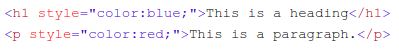 <h1 style="color:blue;">This is a heading</h1>
<p style="color:red;">This is a paragraph.</p>